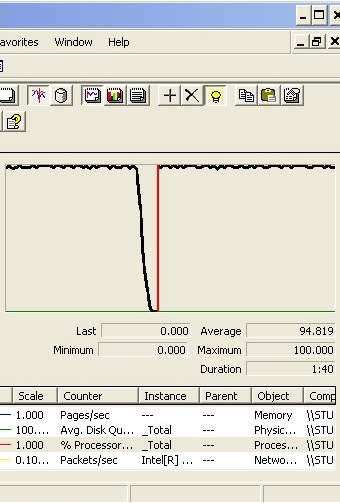 avorites Window Help
Last 0.000 Average 94.819
Minimum 0.000 Maximum 100.000
Duration 1:40
Scale Counter Instance Parent Object Comp
1.000 Pages/sec --- --- Memory \\STU
100.... Avg. Disk Qu... _Total --- Physic... \\STU
1.000 % Processor... _Total --- Proces... \\STU
0.10... Packets/sec Intel[R] ... --- Netwo... \\STU